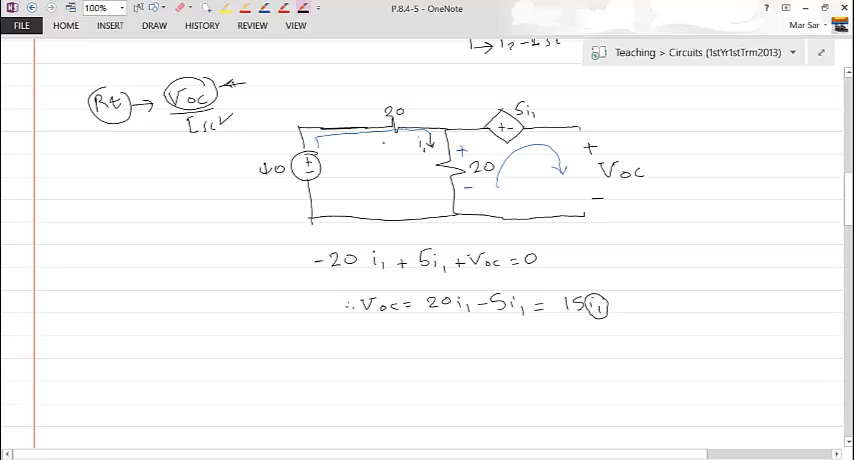 P.8.4-5 - OneNote
FILE HOME INSERT DRAW HISTORY REVIEW VIEW
100%
Mar Sar
Teaching > Circuits (1stYr1stTrm2013)
Rt → Voc
Isc
20
5i₁
+ -
i₁
+
-
20
+
Voc
-
+
-
40
-20 i₁ + 5i₁ + Voc = 0
∴ Voc = 20i₁ - 5i₁ = 15i₁